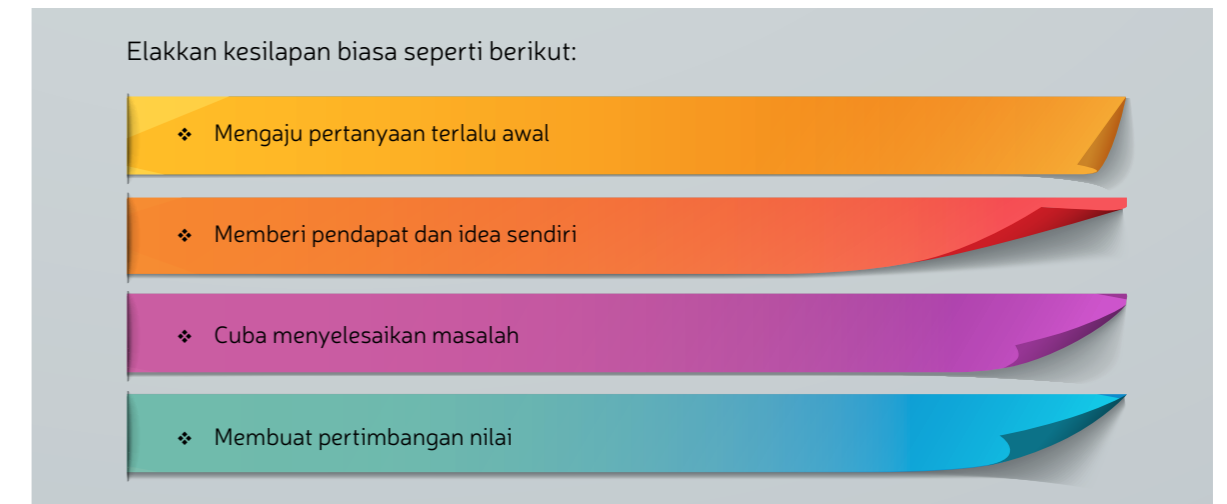 Elakkan kesilapan biasa seperti berikut:
❖ Mengaju pertanyaan terlalu awal
❖ Memberi pendapat dan idea sendiri
❖ Cuba menyelesaikan masalah
❖ Membuat pertimbangan nilai